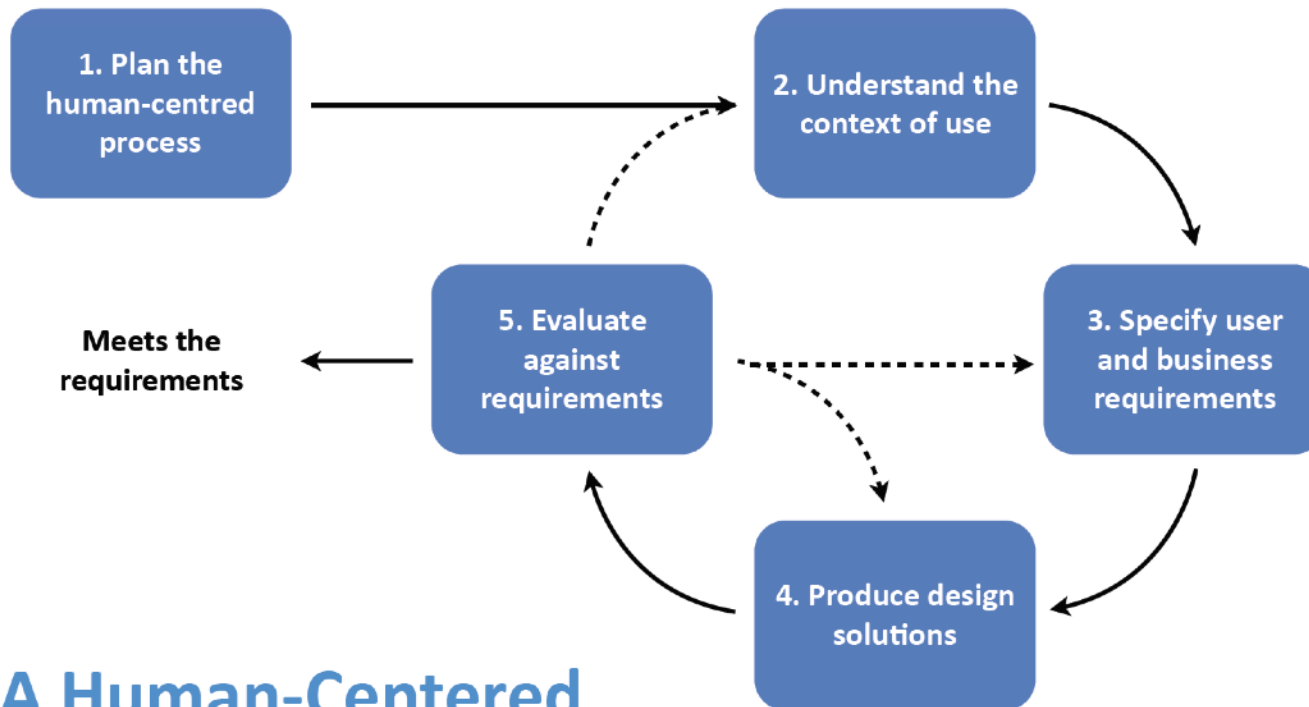 1. Plan the
human-centred
process
2. Understand the
context of use
Meets the
requirements
5. Evaluate
against
requirements
3. Specify user
and business
requirements
4. Produce design
solutions
A Human-Centered